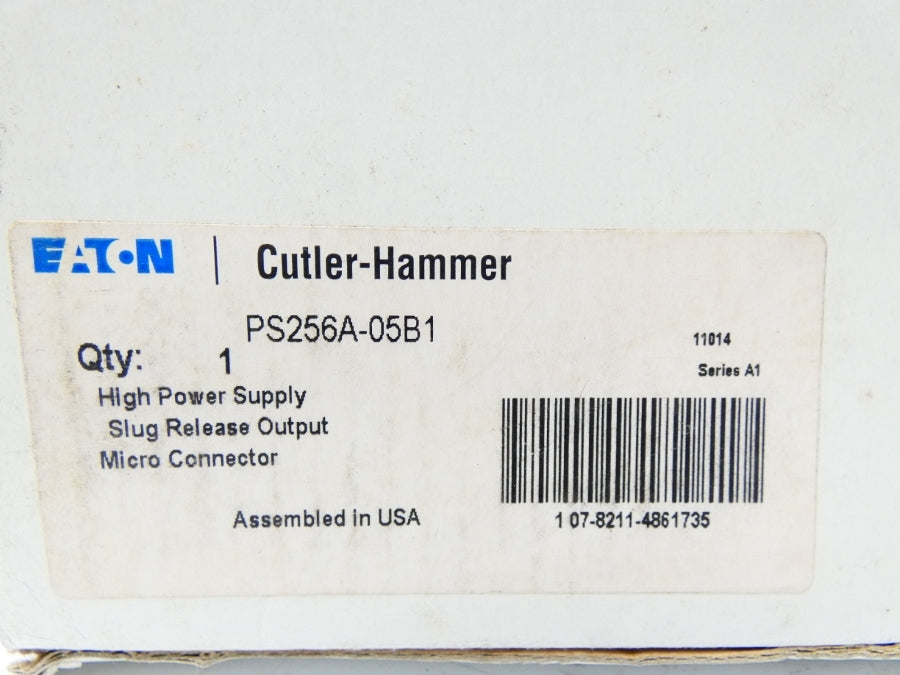 EATON | Cutler-Hammer
PS256A-05B1
Qty: 1
11014
Series A1
High Power Supply
Slug Release Output
Micro Connector
Assembled in USA
1 07-8211-4861735